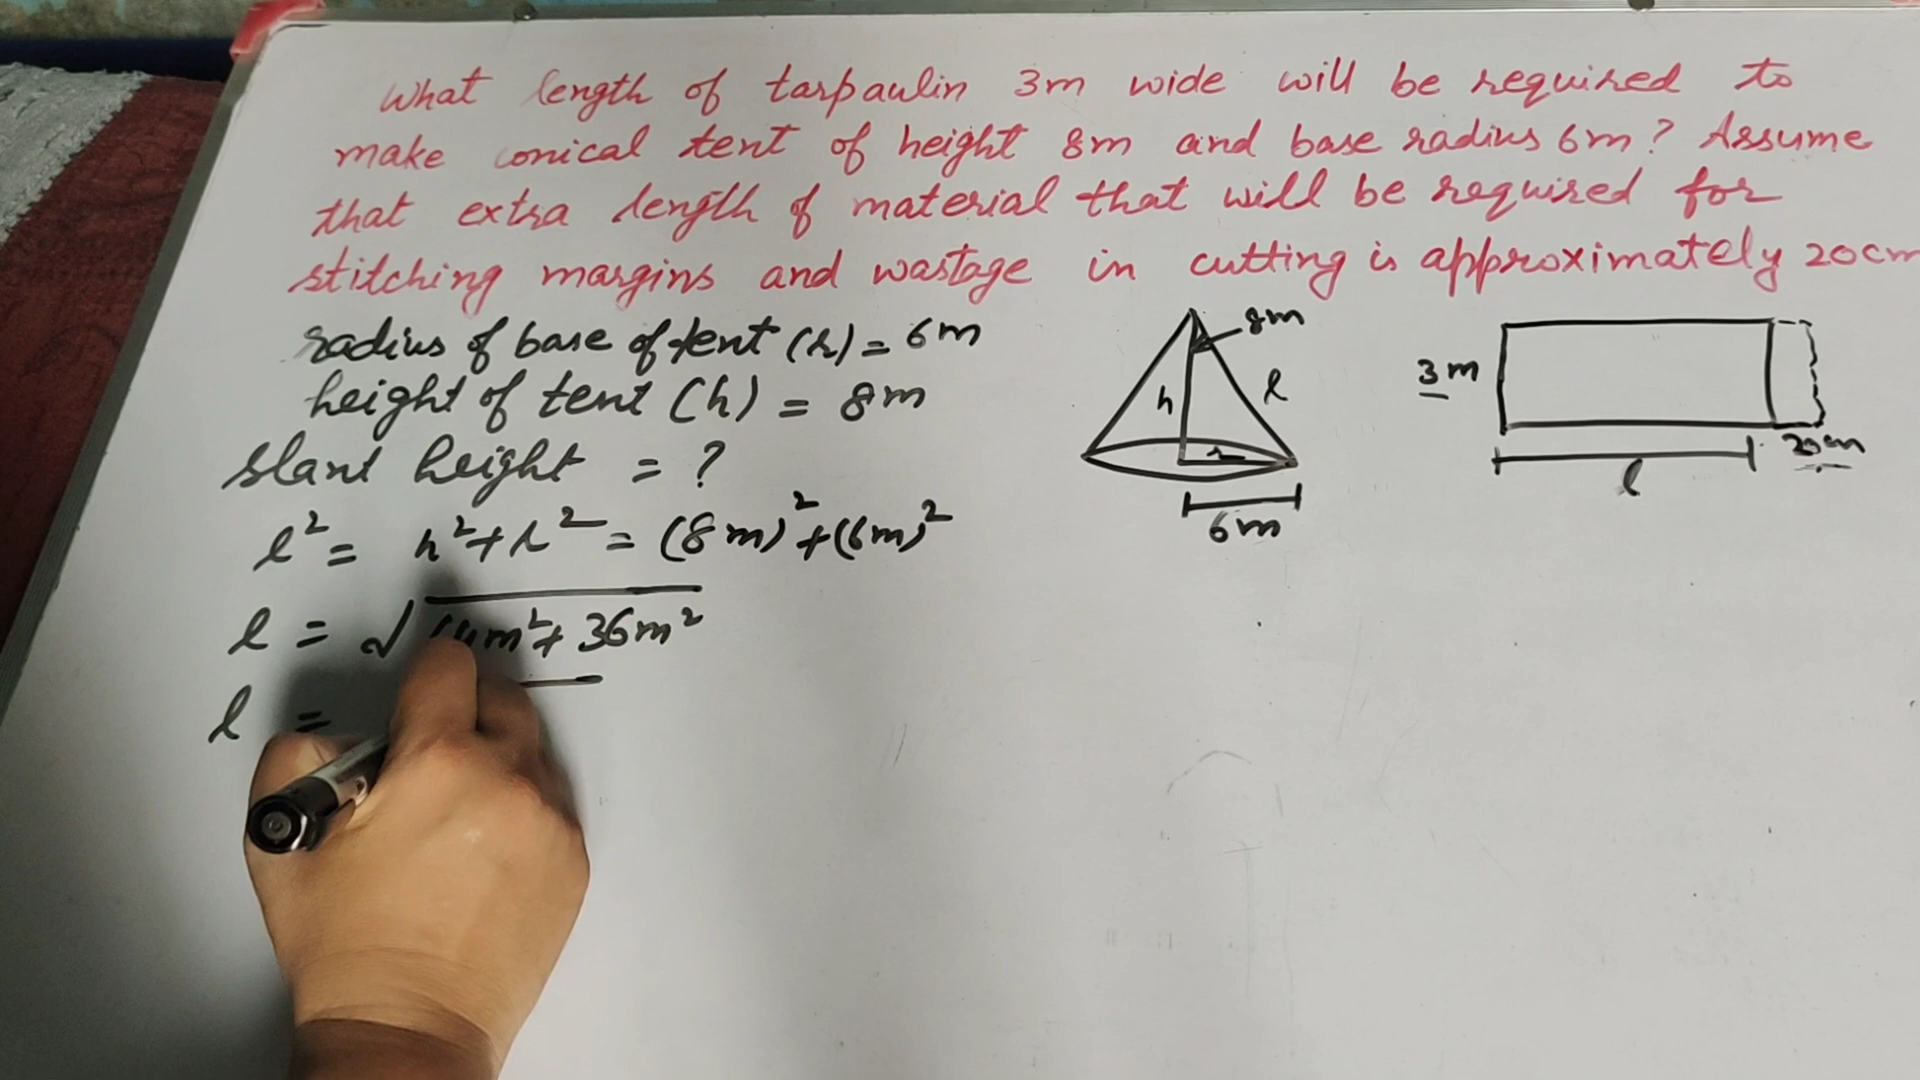 What length of tarpaulin 3m wide will be required to
make conical tent of height 8m and base radius 6m? Assume
that extra length of material that will be required for
stitching margins and wastage in cutting is approximately 20cm
radius of base of tent (r) = 6m
height of tent (h) = 8m
slant height = ?
l² = h²+r² = (8m)²+(6m)²
l = √ m²+ 36m²
l =
8m
h
l
r
6m
3m
20cm
l